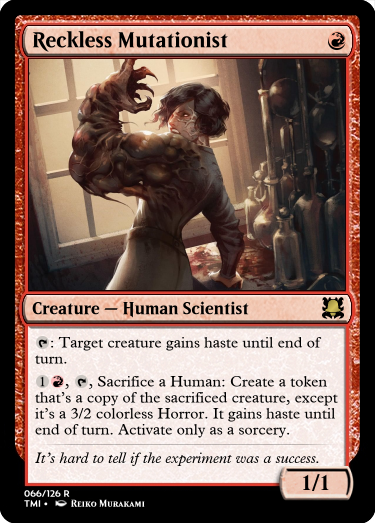 Reckless Mutationist
Creature — Human Scientist
: Target creature gains haste until end of
turn.
1 , , Sacrifice a Human: Create a token
that's a copy of the sacrificed creature, except
it's a 3/2 colorless Horror. It gains haste until
end of turn. Activate only as a sorcery.
It's hard to tell if the experiment was a success.
1/1
066/126 R
TMI • Reiko Murakami